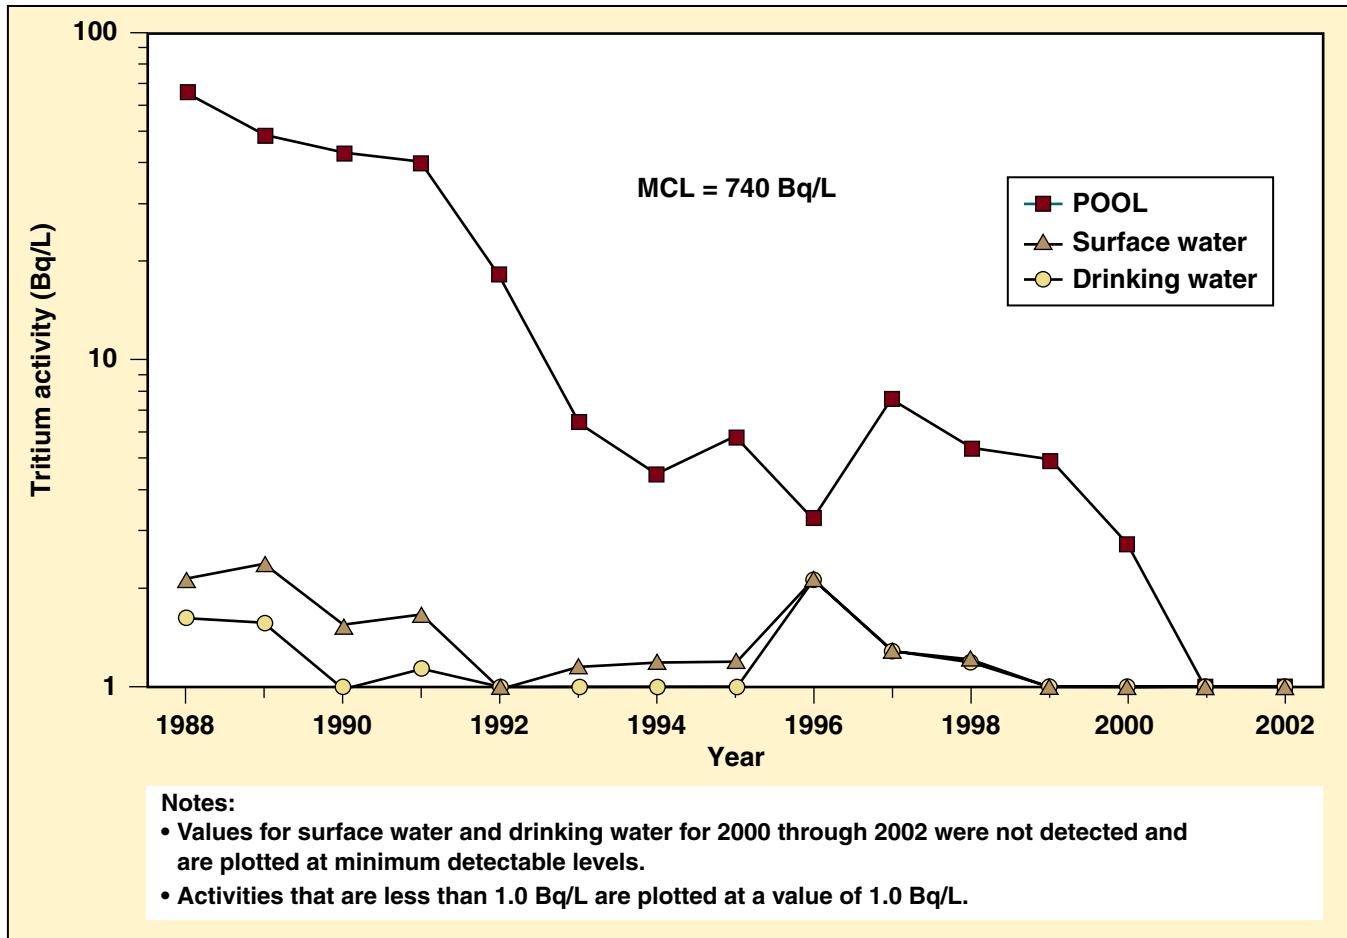 100
10
1
Tritium activity (Bq/L)
MCL = 740 Bq/L
POOL
Surface water
Drinking water
1988 1990 1992 1994 1996 1998 2000 2002
Year
Notes:
• Values for surface water and drinking water for 2000 through 2002 were not detected and
are plotted at minimum detectable levels.
• Activities that are less than 1.0 Bq/L are plotted at a value of 1.0 Bq/L.